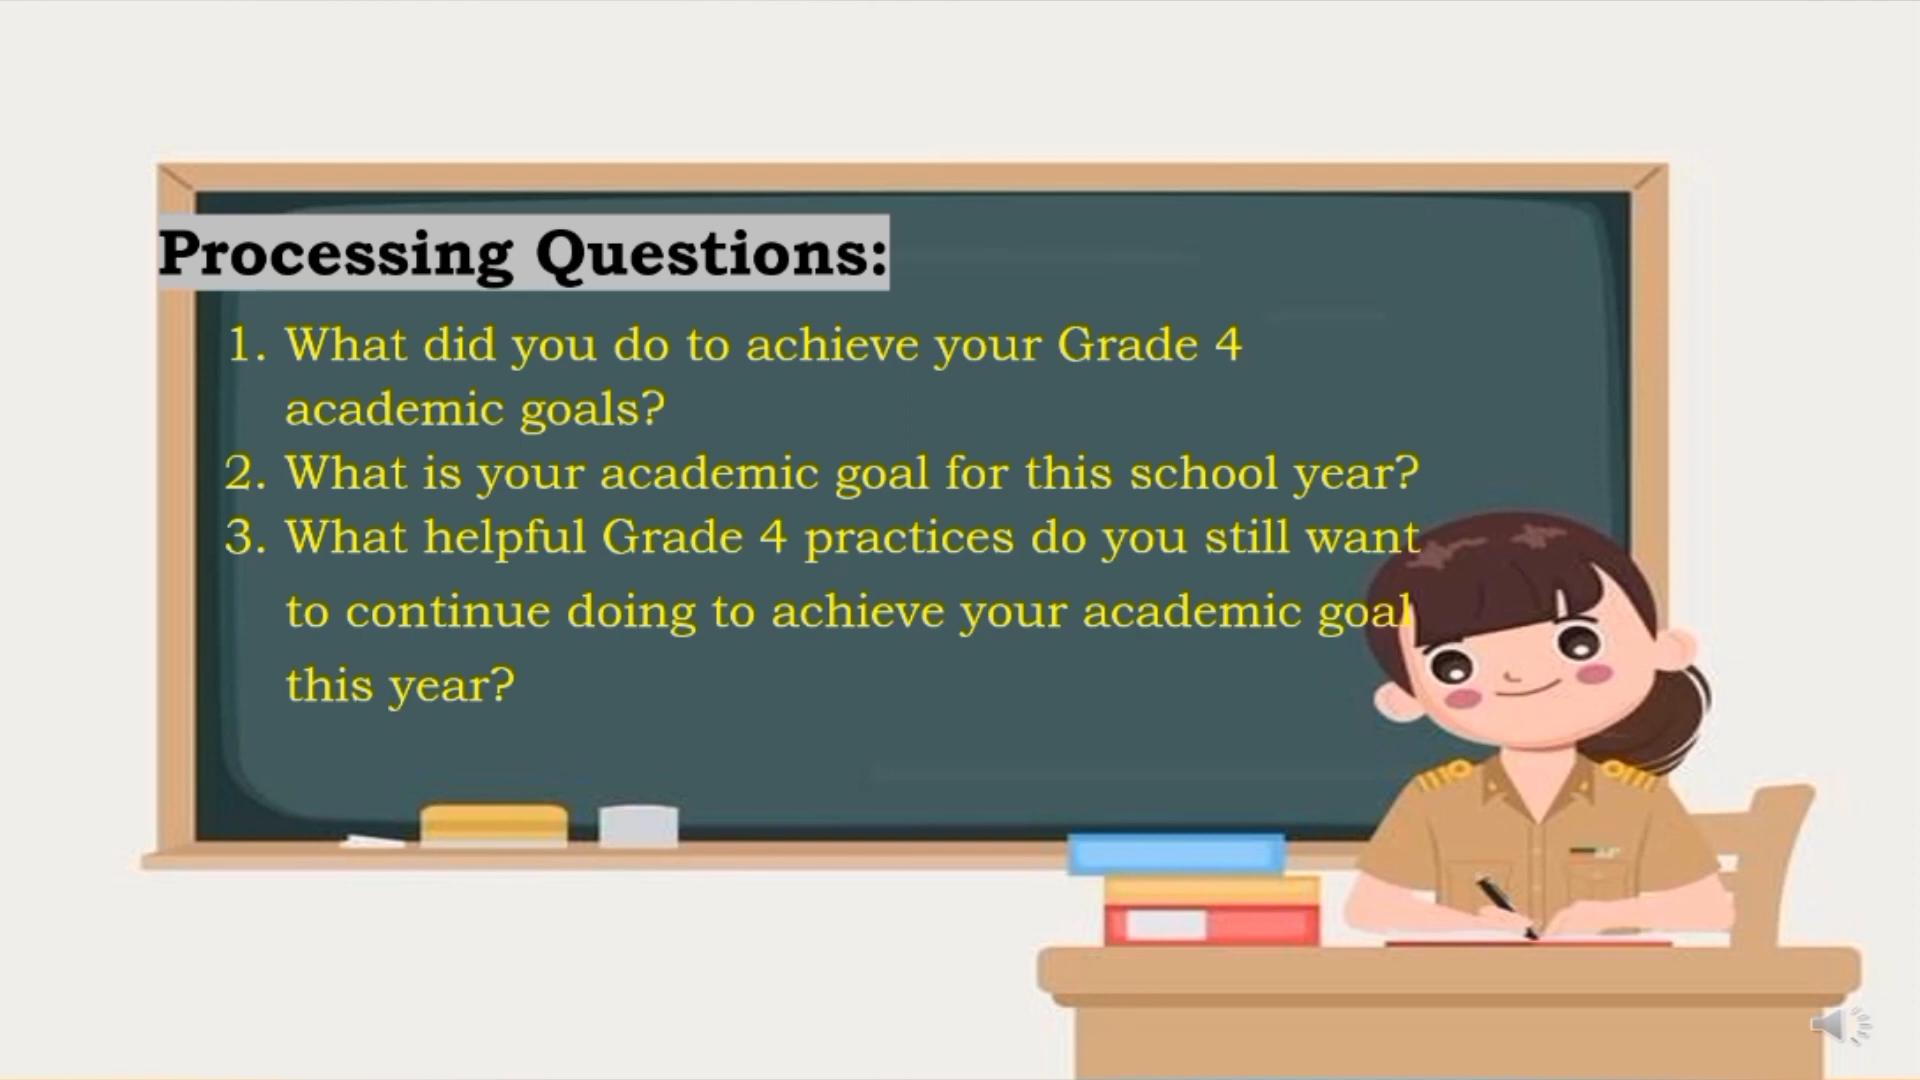 Processing Questions:
1. What did you do to achieve your Grade 4
academic goals?
2. What is your academic goal for this school year?
3. What helpful Grade 4 practices do you still want
to continue doing to achieve your academic goal
this year?